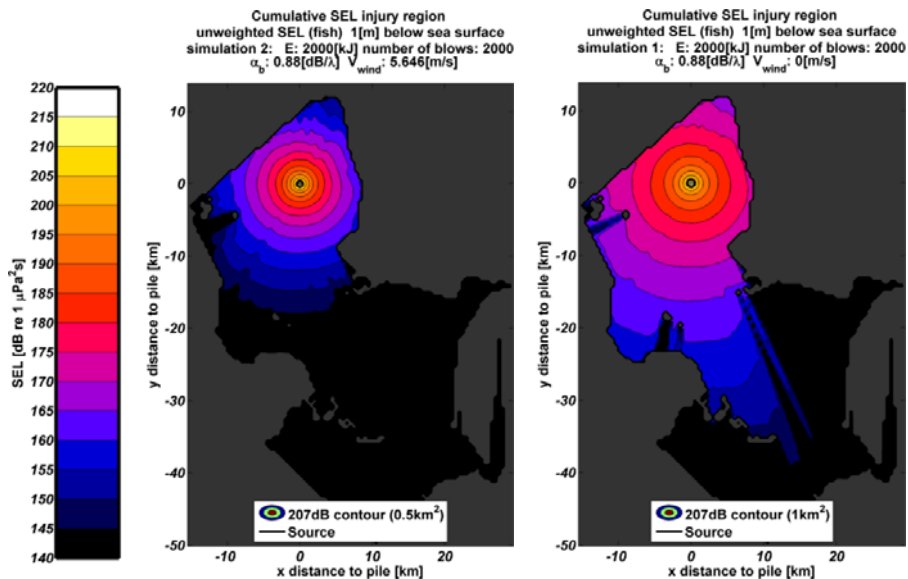 Cumulative SEL injury region
unweighted SEL (fish) 1[m] below sea surface
simulation 2: E: 2000[kJ] number of blows: 2000
α_b: 0.88[dB/λ] V_wind: 5.646[m/s]
Cumulative SEL injury region
unweighted SEL (fish) 1[m] below sea surface
simulation 1: E: 2000[kJ] number of blows: 2000
α_b: 0.88[dB/λ] V_wind: 0[m/s]
SEL [dB re 1 μPa²s]
220
215
210
205
200
195
190
185
180
175
170
165
160
155
150
145
140
y distance to pile [km]
10
0
-10
-20
-30
-40
-50
207dB contour (0.5km²)
Source
-10
0
10
20
x distance to pile [km]
y distance to pile [km]
10
0
-10
-20
-30
-40
-50
207dB contour (1km²)
Source
-10
0
10
20
x distance to pile [km]